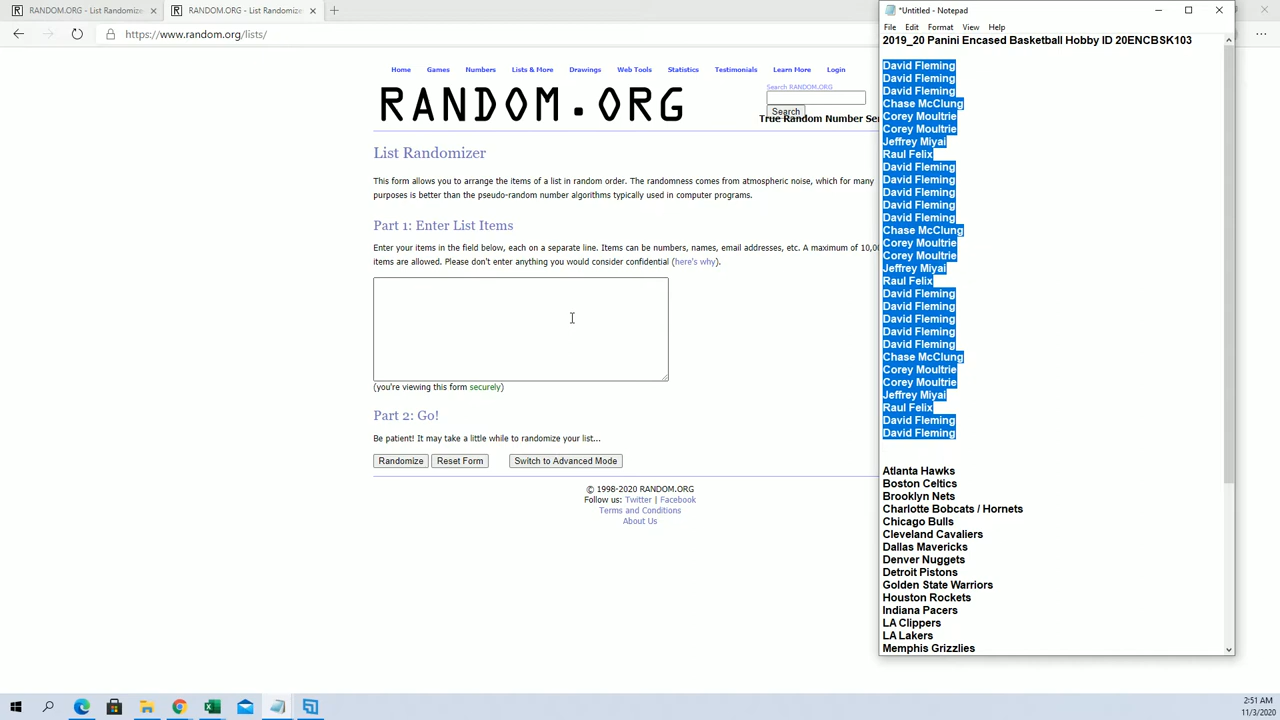 RANDOM.ORG - List Randomize
RANDOM.ORG - List Randomize
https://www.random.org/lists/
Home Games Numbers Lists & More Drawings Web Tools Statistics Testimonials Learn More Login
Search RANDOM.ORG
RANDOM.ORG
Search
True Random Number Se
List Randomizer
This form allows you to arrange the items of a list in random order. The randomness comes from atmospheric noise, which for many
purposes is better than the pseudo-random number algorithms typically used in computer programs.
Part 1: Enter List Items
Enter your items in the field below, each on a separate line. Items can be numbers, names, email addresses, etc. A maximum of 10,00
items are allowed. Please don't enter anything you would consider confidential (here's why).
(you're viewing this form securely)
Part 2: Go!
Be patient! It may take a little while to randomize your list...
Randomize Reset Form Switch to Advanced Mode
© 1998-2020 RANDOM.ORG
Follow us: Twitter | Facebook
Terms and Conditions
About Us
*Untitled - Notepad
File Edit Format View Help
2019_20 Panini Encased Basketball Hobby ID 20ENCBSK103
David Fleming
David Fleming
David Fleming
Chase McClung
Corey Moultrie
Corey Moultrie
Jeffrey Miyai
Raul Felix
David Fleming
David Fleming
David Fleming
David Fleming
David Fleming
Chase McClung
Corey Moultrie
Corey Moultrie
Jeffrey Miyai
Raul Felix
David Fleming
David Fleming
David Fleming
David Fleming
David Fleming
Chase McClung
Corey Moultrie
Corey Moultrie
Jeffrey Miyai
Raul Felix
David Fleming
David Fleming
Atlanta Hawks
Boston Celtics
Brooklyn Nets
Charlotte Bobcats / Hornets
Chicago Bulls
Cleveland Cavaliers
Dallas Mavericks
Denver Nuggets
Detroit Pistons
Golden State Warriors
Houston Rockets
Indiana Pacers
LA Clippers
LA Lakers
Memphis Grizzlies
2:51 AM
11/3/2020